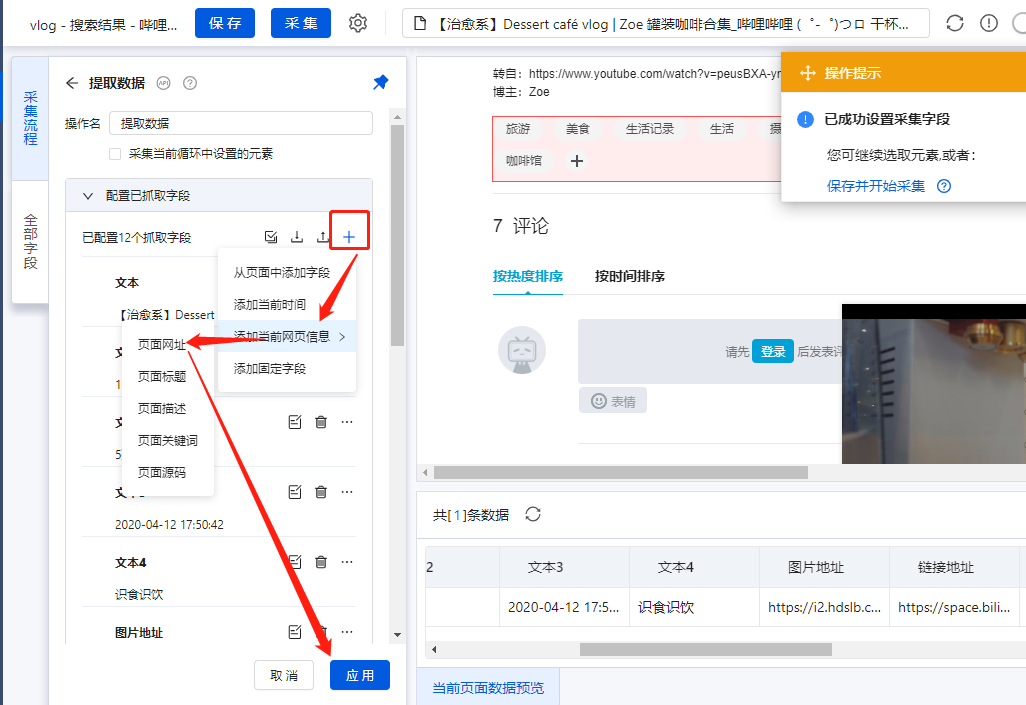 vlog - 搜索结果 - 哔哩...
保存
采集
【治愈系】Dessert café vlog | Zoe 罐装咖啡合集_哔哩哔哩 (゜-゜)つロ 干杯...
采集流程
全部字段
提取数据
API
操作名
提取数据
采集当前循环中设置的元素
配置已抓取字段
已配置12个抓取字段
从页面中添加字段
添加当前时间
添加当前网页信息
添加固定字段
页面网址
页面标题
页面描述
页面关键词
页面源码
文本
【治愈系】Dessert
2020-04-12 17:50:42
文本4
识食识饮
图片地址
取消
应用
转自：https://www.youtube.com/watch?v=peusBXA-yr
博主：Zoe
旅游
美食
生活记录
生活
摄
咖啡馆
操作提示
已成功设置采集字段
您可继续选取元素,或者：
保存并开始采集
7 评论
按热度排序
按时间排序
请先 登录 后发表评
表情
共[1]条数据
2 文本3 文本4 图片地址 链接地址
2020-04-12 17:5... 识食识饮 https://i2.hdslb.c... https://space.bili...
当前页面数据预览